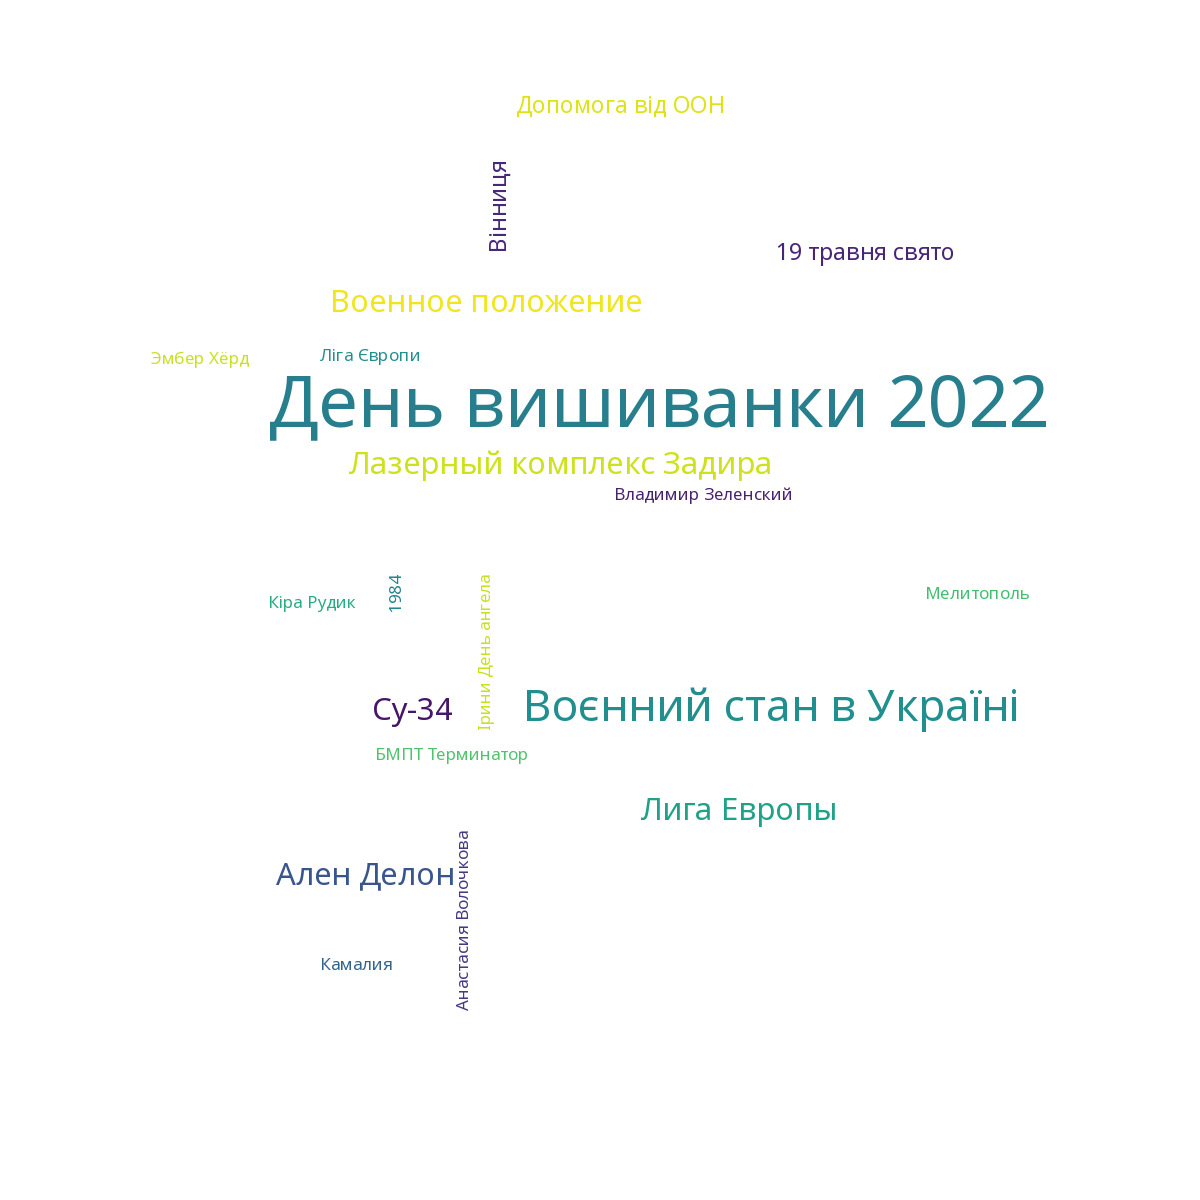 Допомога від ООН
Вінниця
19 травня свято
Военное положение
Ліга Європи
Эмбер Хёрд
День вишиванки 2022
Лазерный комплекс Задира
Владимир Зеленский
1984
Ірини День ангела
Мелитополь
Кіра Рудик
Воєнний стан в Україні
Су-34
БМПТ Терминатор
Лига Европы
Ален Делон
Анастасия Волочкова
Камалия